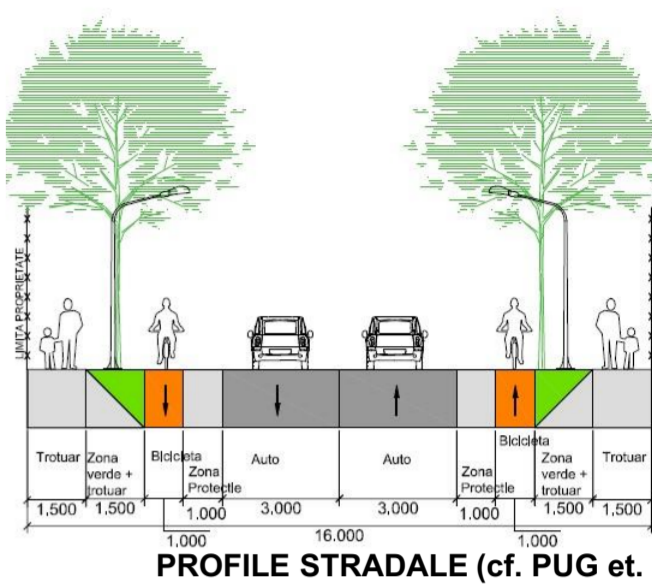 LIMITA PROPRIETATE
Trotuar
Zona
verde +
trotuar
Bicicleta
Zona
Protectie
Auto
Auto
Zona
Protectie
Bicicleta
Zona
verde +
trotuar
Trotuar
1,500
1,500
1.000
3,000
3,000
1.000
1,500
1,500
1.000
16.000
1.000
PROFILE STRADALE (cf. PUG et.